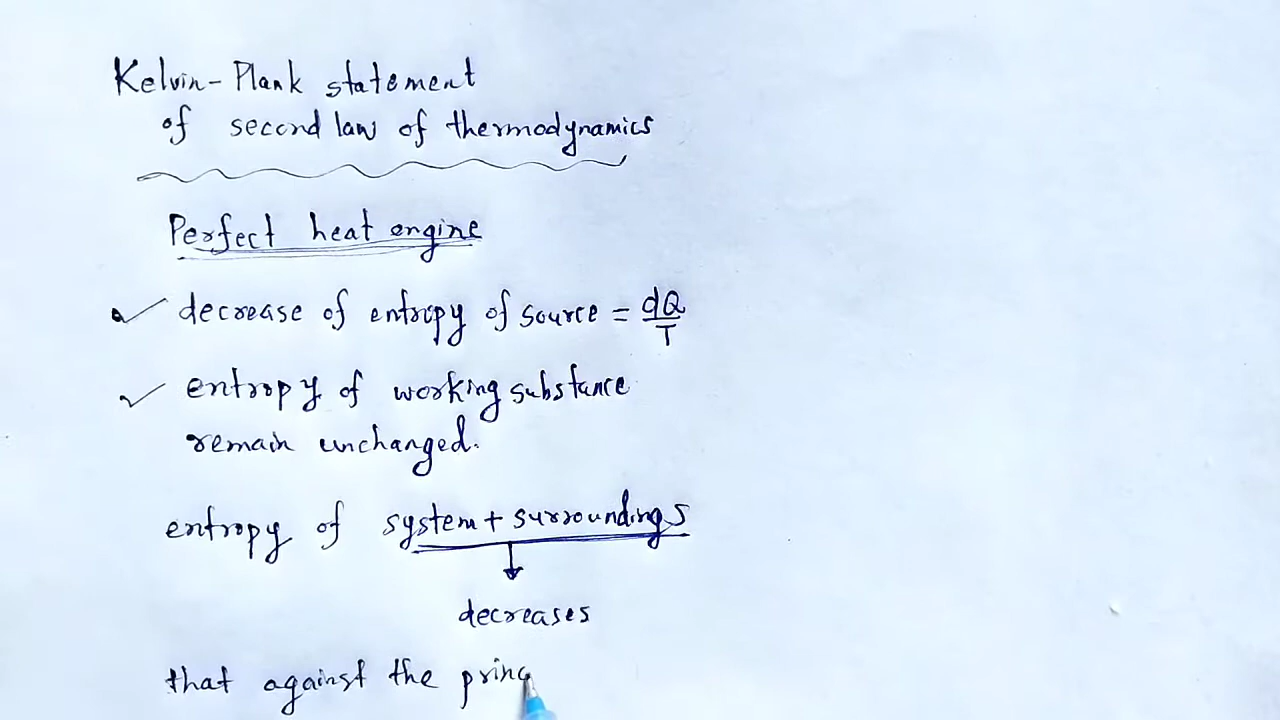 Kelvin-Plank statement
of second law of thermodynamics
Perfect heat engine
decrease of entropy of source = dQ/T
entropy of working substance
remain unchanged.
entropy of system + surroundings
decreases
that against the princ